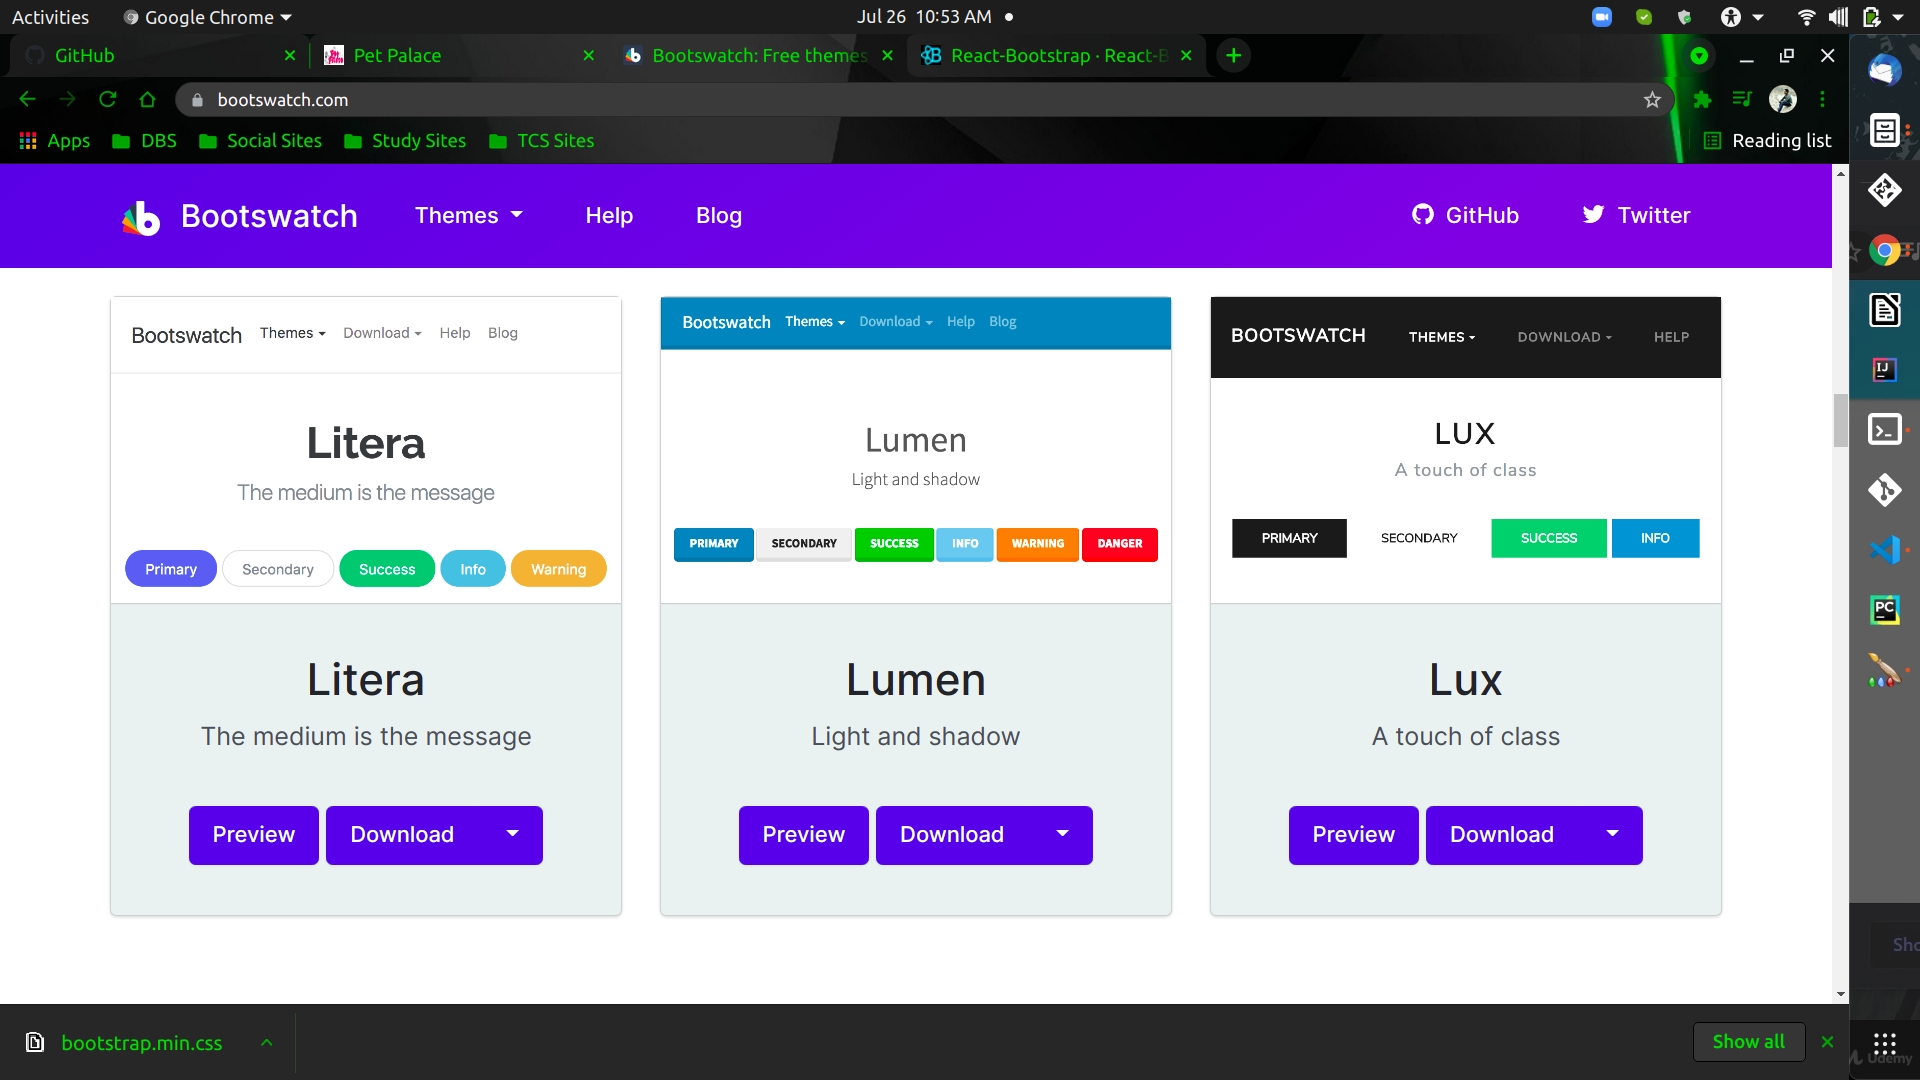 Activities Google Chrome Jul 26 10:53 AM
GitHub Pet Palace Bootswatch: Free themes React-Bootstrap · React-B
bootswatch.com
Apps DBS Social Sites Study Sites TCS Sites Reading list
Bootswatch Themes Help Blog GitHub Twitter
Bootswatch Themes Download Help Blog
Litera
The medium is the message
Primary Secondary Success Info Warning
Litera
The medium is the message
Preview Download
Bootswatch Themes Download Help Blog
Lumen
Light and shadow
PRIMARY SECONDARY SUCCESS INFO WARNING DANGER
Lumen
Light and shadow
Preview Download
BOOTSWATCH THEMES DOWNLOAD HELP
LUX
A touch of class
PRIMARY SECONDARY SUCCESS INFO
Lux
A touch of class
Preview Download
IJ
PC
Sho
bootstrap.min.css Show all
Udemy